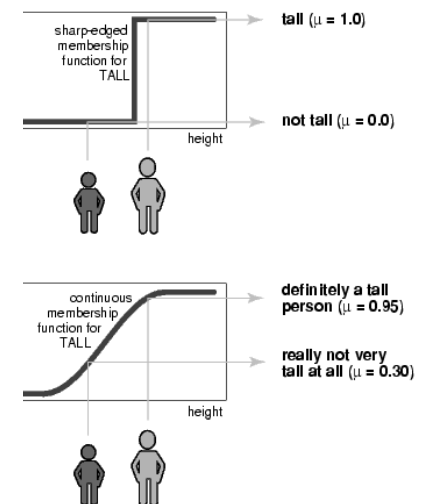 sharp-edged
membership
function for
TALL
tall (μ = 1.0)
not tall (μ = 0.0)
height
continuous
membership
function for
TALL
definitely a tall
person (μ = 0.95)
really not very
tall at all (μ = 0.30)
height